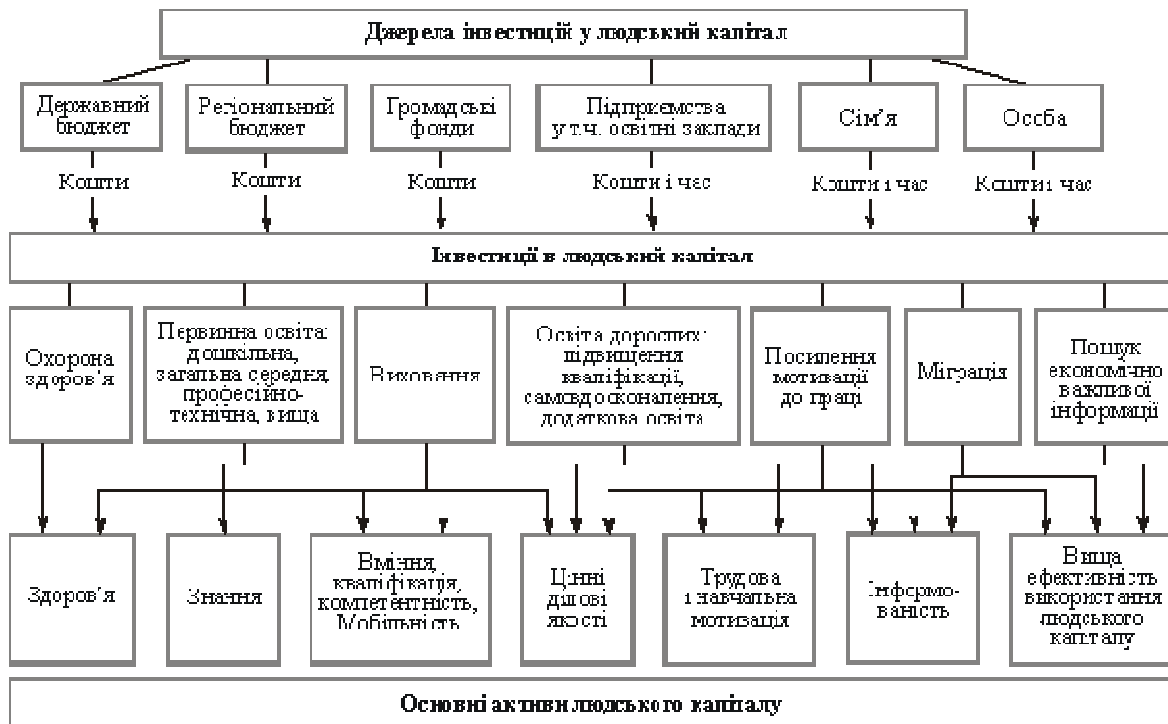 Джерела інвестицій у людський капітал
Державний
бюджет
Регіональний
бюджет
Громадські
фонди
Підприємства
у т.ч. освітні заклади
Сім’я
Особа
Кошти
Кошти
Кошти
Кошти і час
Кошти і час
Кошти і час
Інвестиції в людський капітал
Охорона
здоров’я
Первинна освіта:
дошкільна,
загальна середня,
професійно-
технічна, вища
Виховання
Освіта дорослих:
підвищення
кваліфікації,
самовдосконалення,
додаткова освіта
Посилення
мотивації
до праці
Міграція
Пошук
економічно
важливої
інформації
Здоров’я
Знання
Вміння,
кваліфікація,
компетентність,
Мобільність
Цінні
ділові
якості
Трудова
і навчальна
мотивація
Інформо-
ваність
Вища
ефективність
використання
людського
капіталу
Основні активи людського капіталу